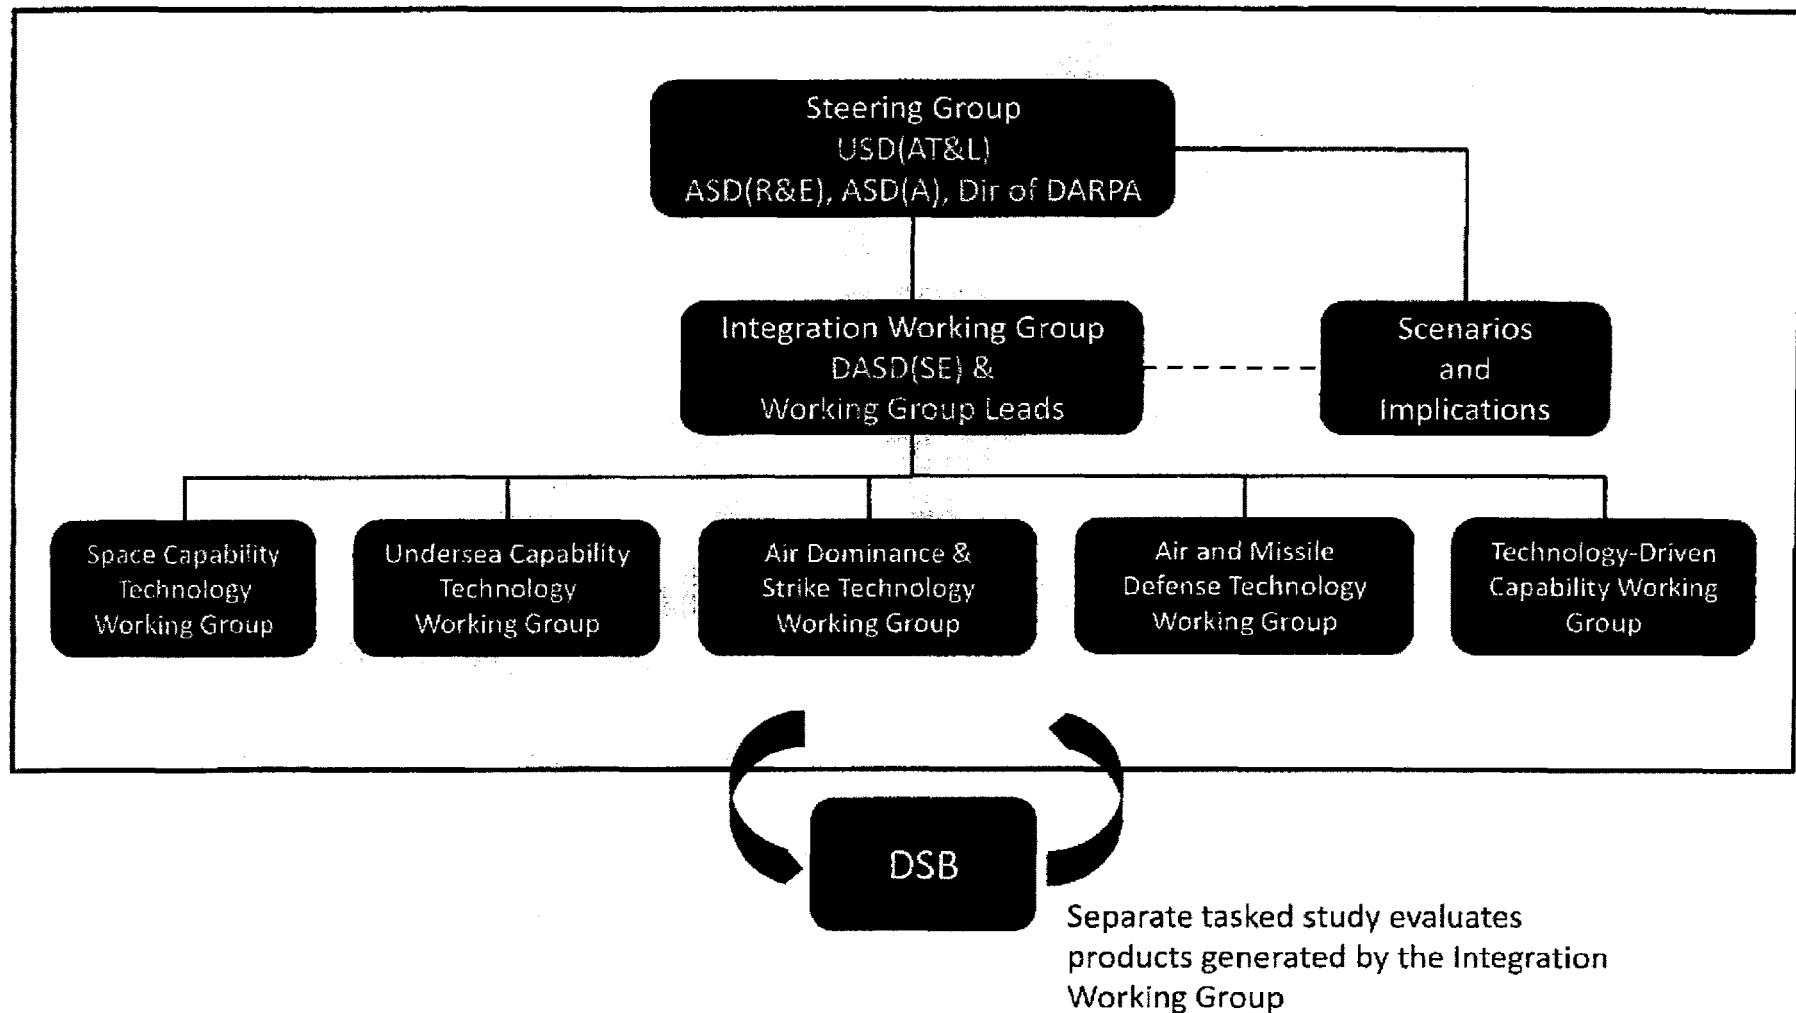 Steering Group
USD(AT&L)
ASD(R&E), ASD(A), Dir of DARPA
Integration Working Group
DASD(SE) &
Working Group Leads
Scenarios
and
Implications
Space Capability
Technology
Working Group
Undersea Capability
Technology
Working Group
Air Dominance &
Strike Technology
Working Group
Air and Missile
Defense Technology
Working Group
Technology-Driven
Capability Working
Group
DSB
Separate tasked study evaluates
products generated by the Integration
Working Group